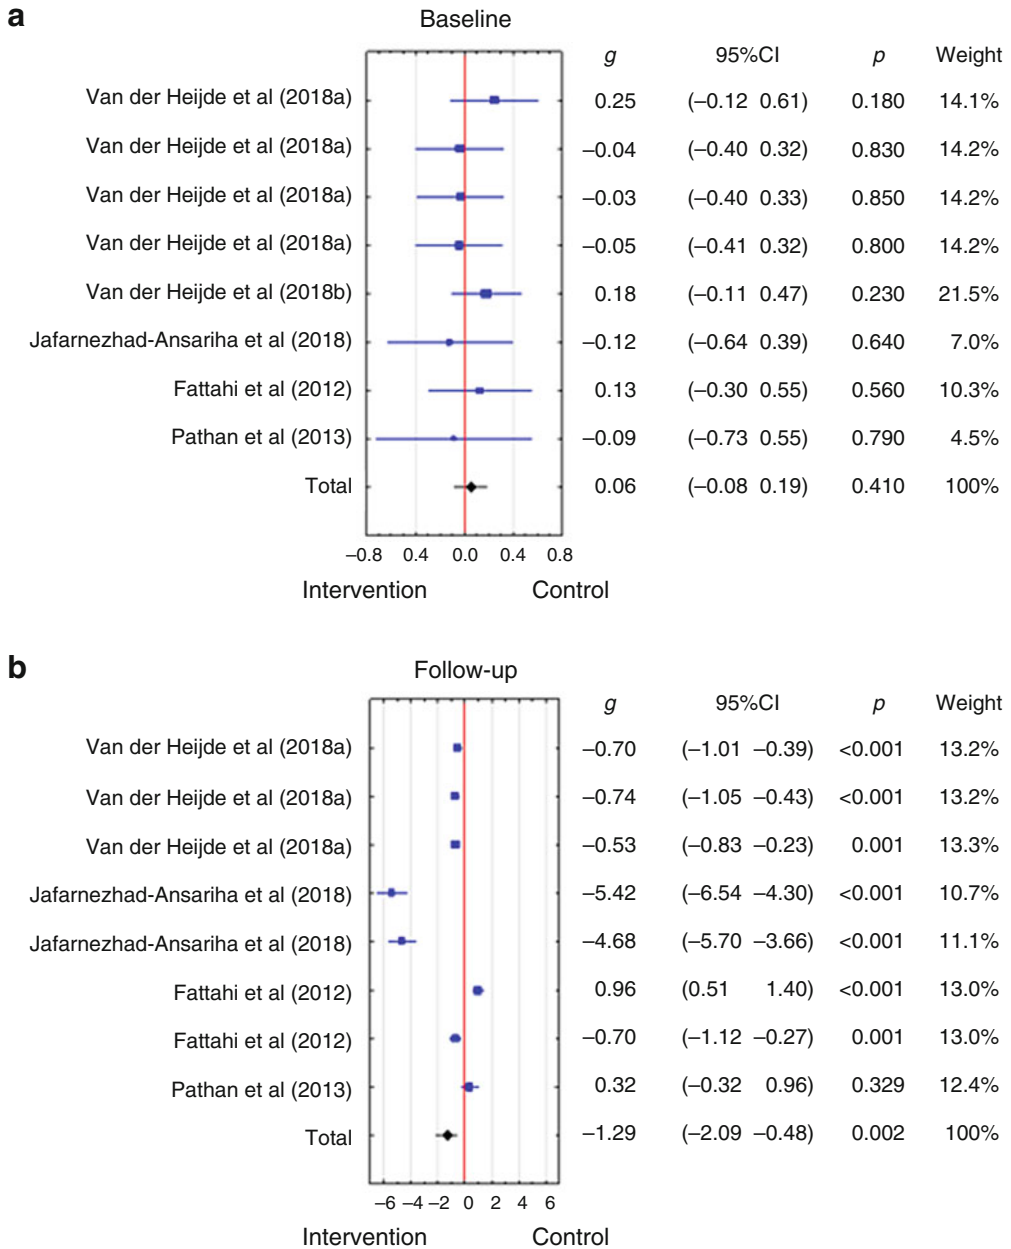 a
Baseline
g 95%CI p Weight
Van der Heijde et al (2018a) 0.25 (–0.12 0.61) 0.180 14.1%
Van der Heijde et al (2018a) –0.04 (–0.40 0.32) 0.830 14.2%
Van der Heijde et al (2018a) –0.03 (–0.40 0.33) 0.850 14.2%
Van der Heijde et al (2018a) –0.05 (–0.41 0.32) 0.800 14.2%
Van der Heijde et al (2018b) 0.18 (–0.11 0.47) 0.230 21.5%
Jafarnezhad-Ansariha et al (2018) –0.12 (–0.64 0.39) 0.640 7.0%
Fattahi et al (2012) 0.13 (–0.30 0.55) 0.560 10.3%
Pathan et al (2013) –0.09 (–0.73 0.55) 0.790 4.5%
Total 0.06 (–0.08 0.19) 0.410 100%
–0.8 0.4 0.0 0.4 0.8
Intervention Control
b
Follow-up
g 95%CI p Weight
Van der Heijde et al (2018a) –0.70 (–1.01 –0.39) <0.001 13.2%
Van der Heijde et al (2018a) –0.74 (–1.05 –0.43) <0.001 13.2%
Van der Heijde et al (2018a) –0.53 (–0.83 –0.23) 0.001 13.3%
Jafarnezhad-Ansariha et al (2018) –5.42 (–6.54 –4.30) <0.001 10.7%
Jafarnezhad-Ansariha et al (2018) –4.68 (–5.70 –3.66) <0.001 11.1%
Fattahi et al (2012) 0.96 (0.51 1.40) <0.001 13.0%
Fattahi et al (2012) –0.70 (–1.12 –0.27) 0.001 13.0%
Pathan et al (2013) 0.32 (–0.32 0.96) 0.329 12.4%
Total –1.29 (–2.09 –0.48) 0.002 100%
–6 –4 –2 0 2 4 6
Intervention Control